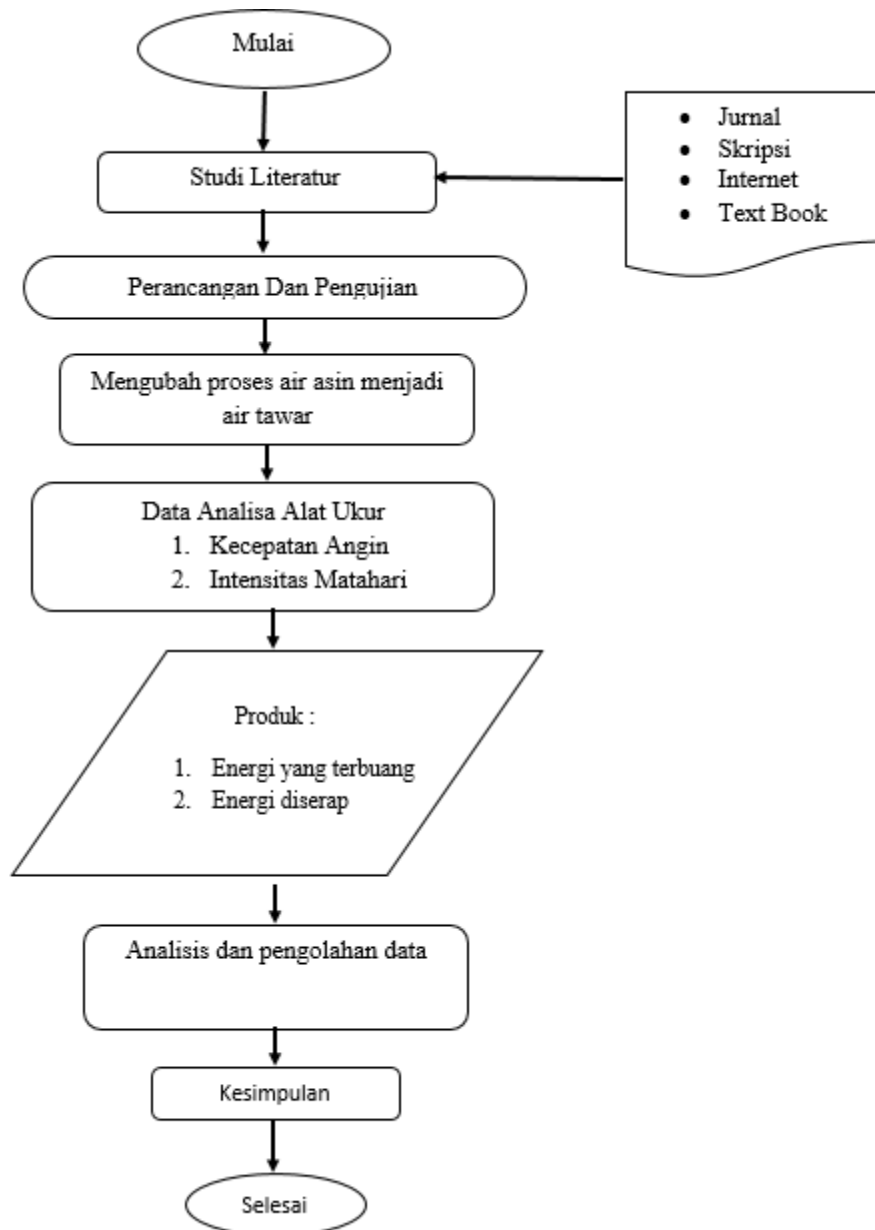 Mulai
• Jurnal
• Skripsi
• Internet
• Text Book
Studi Literatur
Perancangan Dan Pengujian
Mengubah proses air asin menjadi
air tawar
Data Analisa Alat Ukur
1. Kecepatan Angin
2. Intensitas Matahari
Produk :
1. Energi yang terbuang
2. Energi diserap
Analisis dan pengolahan data
Kesimpulan
Selesai